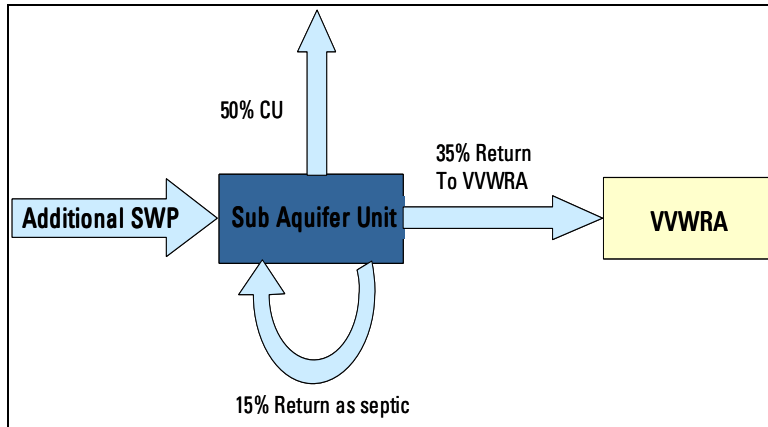 50% CU
35% Return
To VVWRA
Additional SWP
Sub Aquifer Unit
VVWRA
15% Return as septic